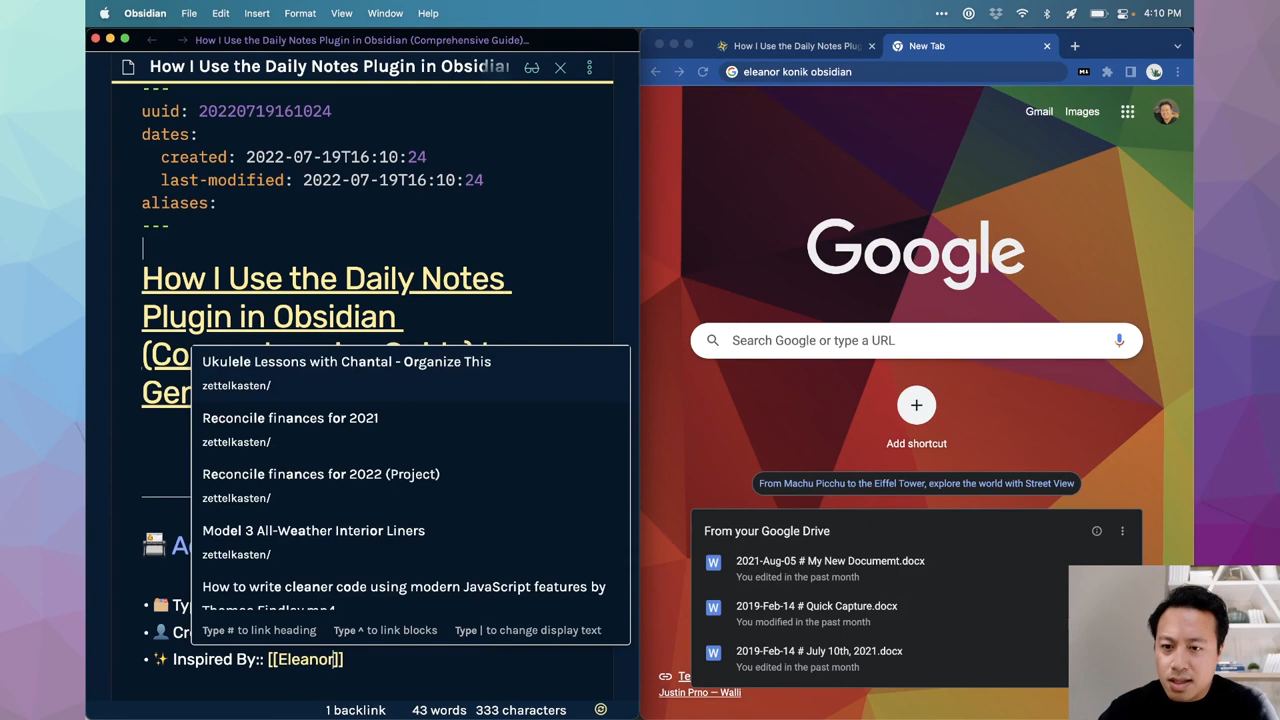 Obsidian File Edit Insert Format View Window Help
4:10 PM
How I Use the Daily Notes Plugin in Obsidian (Comprehensive Guide)...
How I Use the Daily Notes Plugin in Obsidian
---
uuid: 20220719161024
dates:
created: 2022-07-19T16:10:24
last-modified: 2022-07-19T16:10:24
aliases:
---
How I Use the Daily Notes
Plugin in Obsidian
Ukulele Lessons with Chantal - Organize This
zettelkasten/
Reconcile finances for 2021
zettelkasten/
Reconcile finances for 2022 (Project)
zettelkasten/
Model 3 All-Weather Interior Liners
zettelkasten/
How to write cleaner code using modern JavaScript features by
Thomas Findlay.mp4
Type # to link heading Type ^ to link blocks Type | to change display text
• ✨ Inspired By:: [[Eleanor]]
1 backlink 43 words 333 characters
How I Use the Daily Notes Plug
New Tab
eleanor konik obsidian
Gmail Images
Google
Search Google or type a URL
Add shortcut
From Machu Picchu to the Eiffel Tower, explore the world with Street View
From your Google Drive
W 2021-Aug-05 # My New Documemt.docx
You edited in the past month
W 2019-Feb-14 # Quick Capture.docx
You modified in the past month
W 2019-Feb-14 # July 10th, 2021.docx
You edited in the past month
Justin Prno — Walli